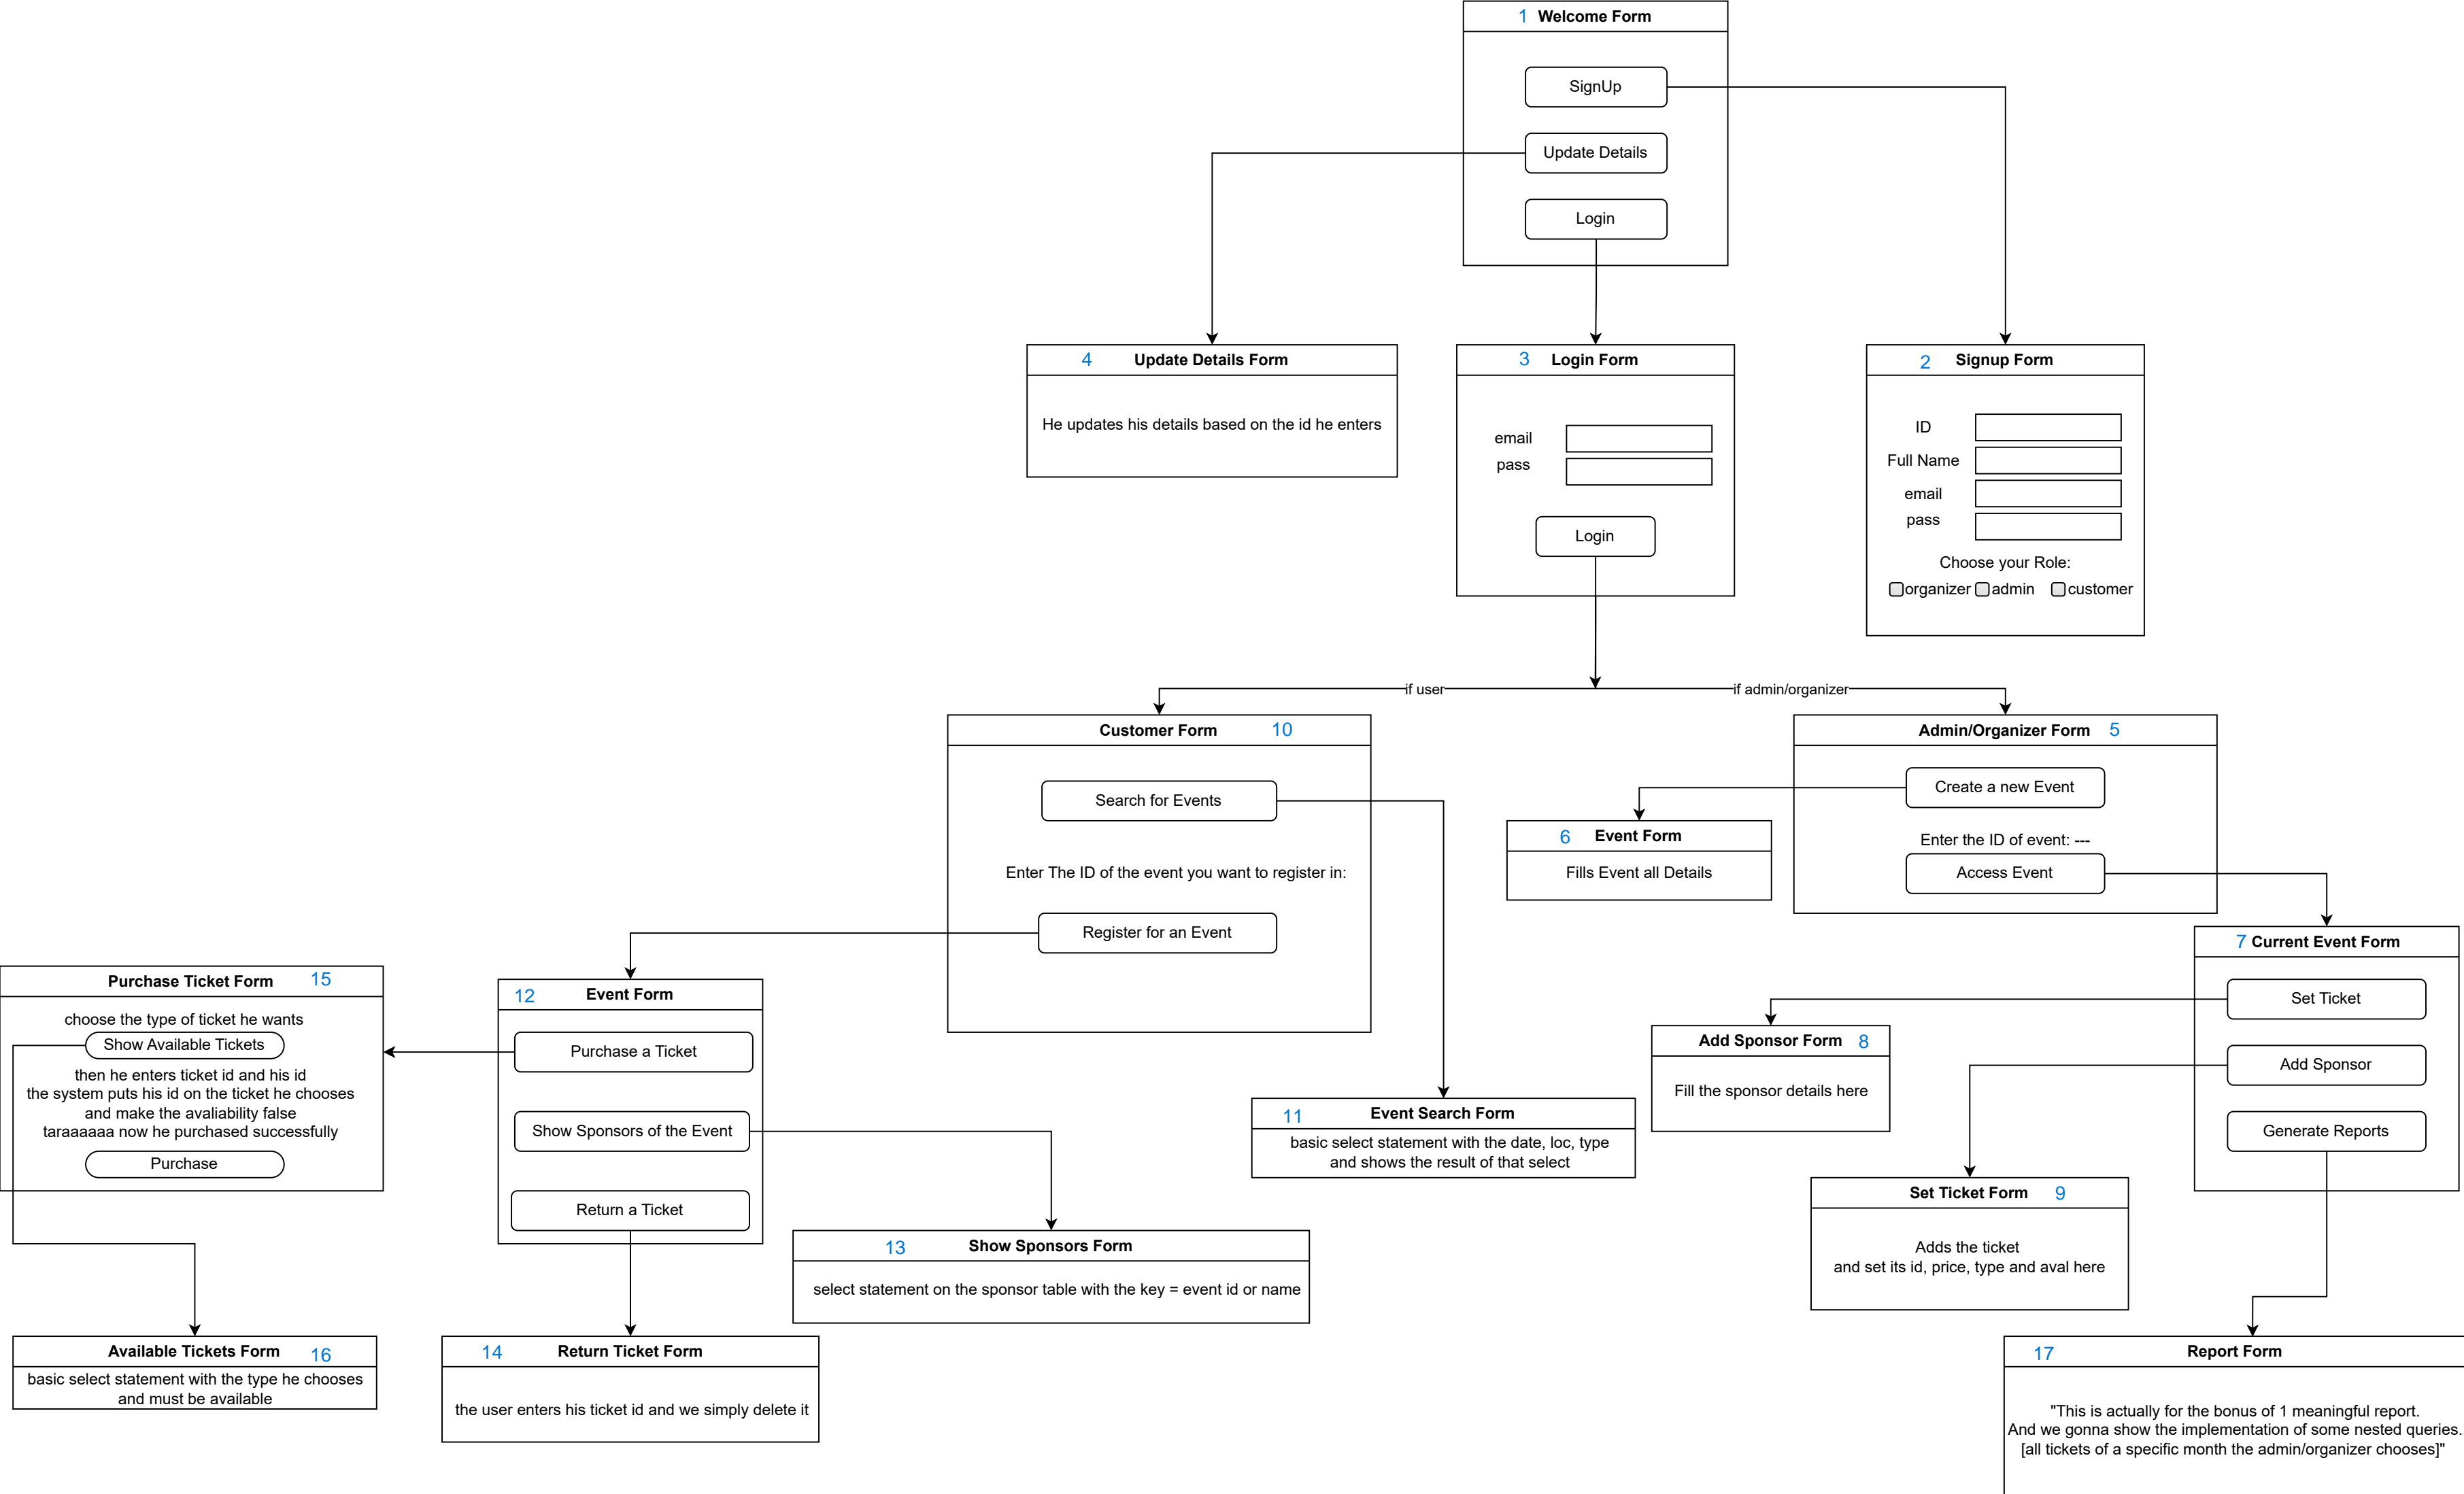 1 Welcome Form
SignUp
Update Details
Login
4 Update Details Form
He updates his details based on the id he enters
3 Login Form
email
pass
Login
2 Signup Form
ID
Full Name
email
pass
Choose your Role:
organizer admin customer
if user
if admin/organizer
Customer Form 10
Search for Events
Enter The ID of the event you want to register in:
Register for an Event
Admin/Organizer Form 5
Create a new Event
Enter the ID of event: ---
Access Event
6 Event Form
Fills Event all Details
7 Current Event Form
Set Ticket
Add Sponsor
Generate Reports
Purchase Ticket Form 15
choose the type of ticket he wants
Show Available Tickets
then he enters ticket id and his id
the system puts his id on the ticket he chooses
and make the avaliability false
taraaaaaa now he purchased successfully
Purchase
12 Event Form
Purchase a Ticket
Show Sponsors of the Event
Return a Ticket
Add Sponsor Form 8
Fill the sponsor details here
11 Event Search Form
basic select statement with the date, loc, type
and shows the result of that select
Set Ticket Form 9
Adds the ticket
and set its id, price, type and aval here
13 Show Sponsors Form
select statement on the sponsor table with the key = event id or name
Available Tickets Form 16
basic select statement with the type he chooses
and must be available
14 Return Ticket Form
the user enters his ticket id and we simply delete it
17 Report Form
"This is actually for the bonus of 1 meaningful report.
And we gonna show the implementation of some nested queries.
[all tickets of a specific month the admin/organizer chooses]"